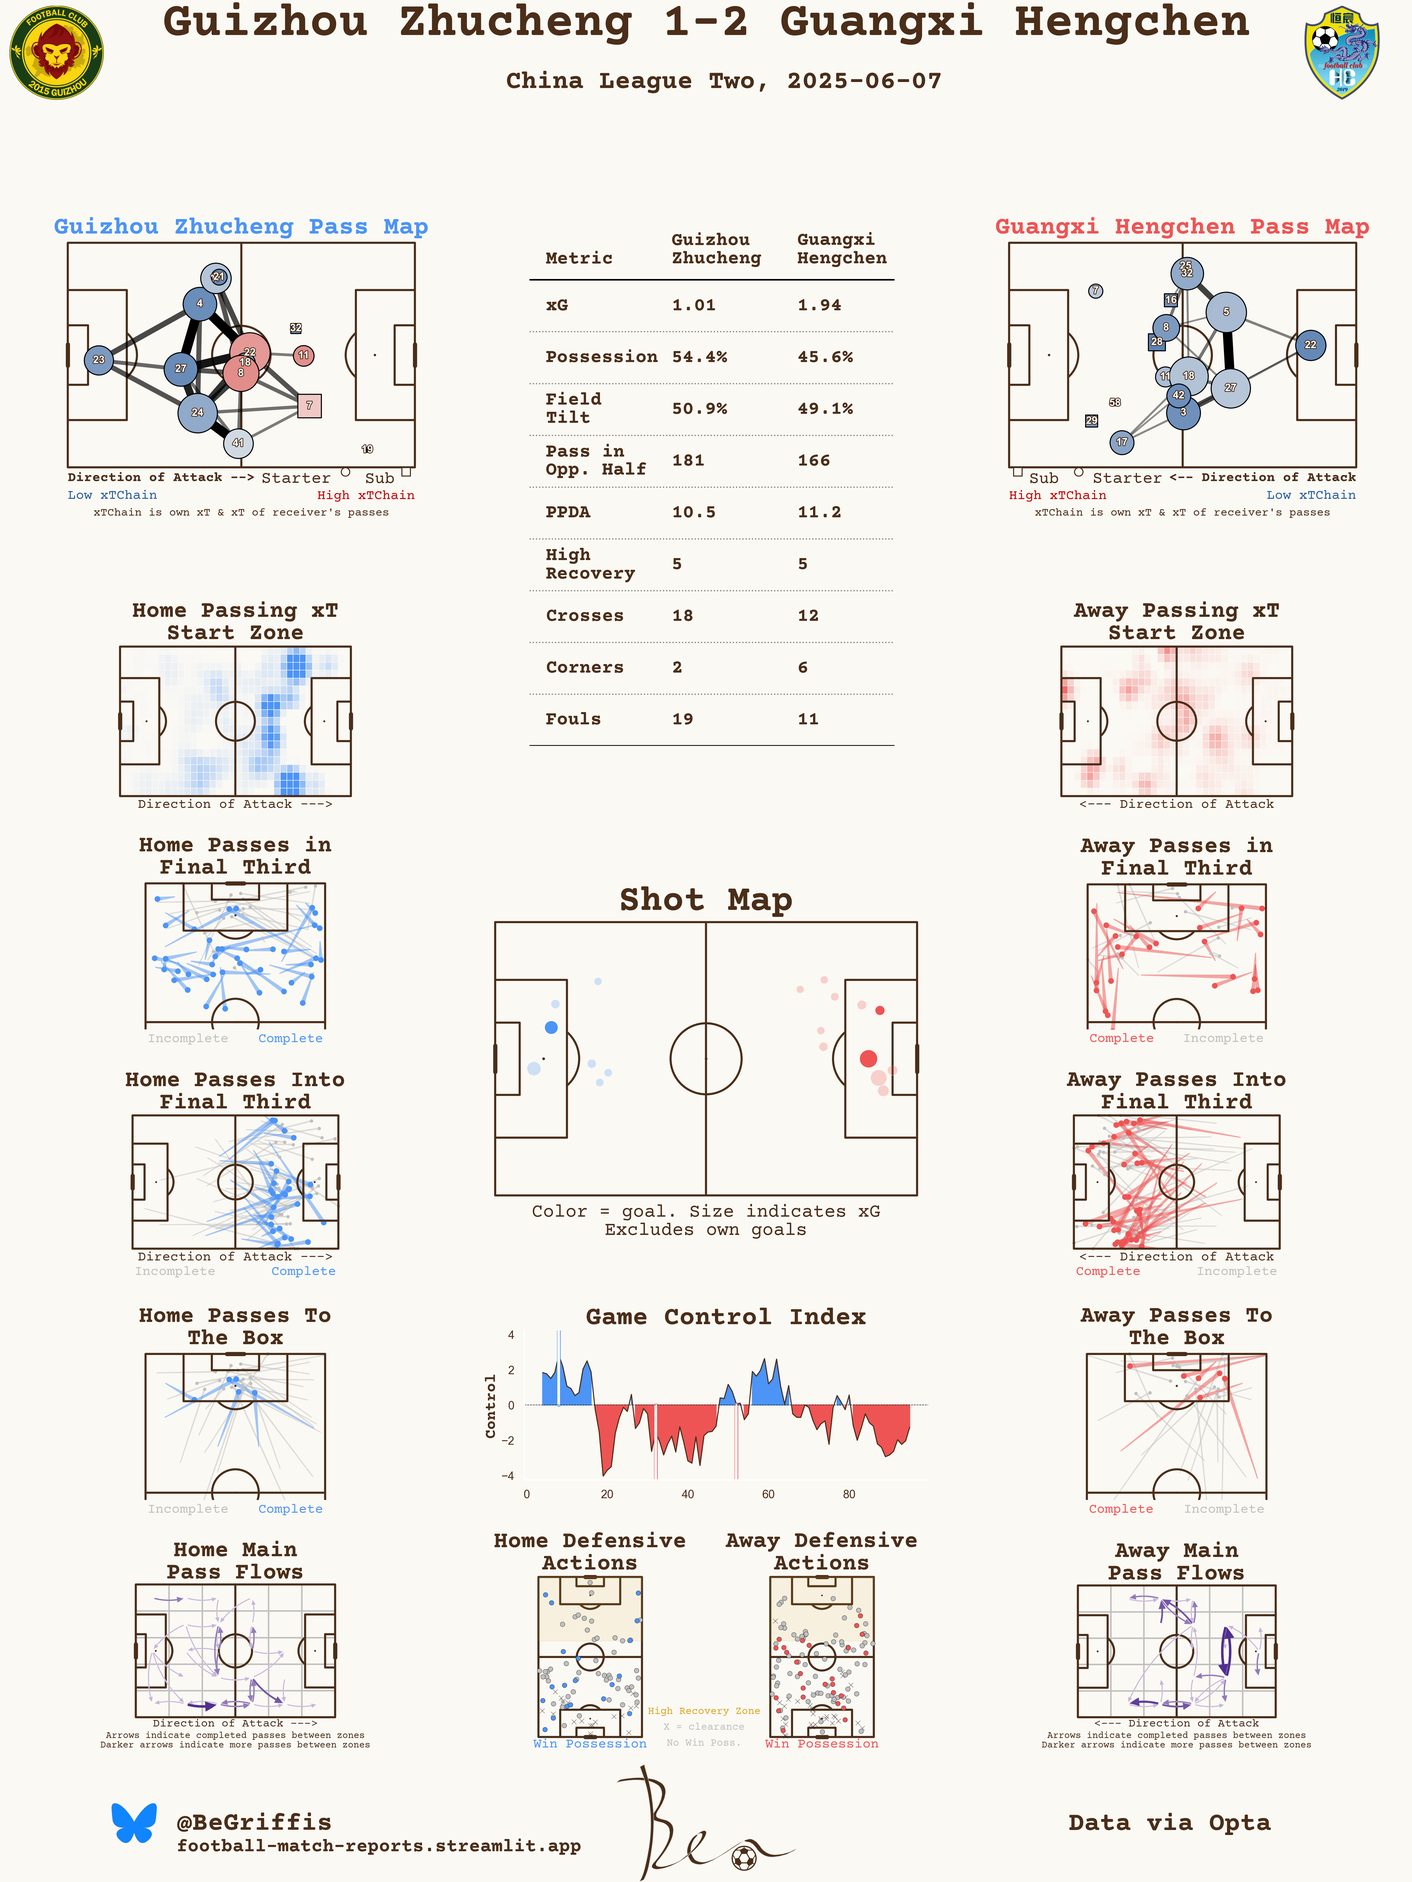 Guizhou Zhucheng 1-2 Guangxi Hengchen
China League Two, 2025-06-07
FOOTBALL CLUB
2015 GUIZHOU
恒宸
football club
HC
2019
Guizhou Zhucheng Pass Map
21
4
32
22
11
18
23
27
8
7
24
41
19
Direction of Attack --> Starter Sub
Low xTChain High xTChain
xTChain is own xT & xT of receiver's passes
Metric Guizhou Zhucheng Guangxi Hengchen
xG 1.01 1.94
Possession 54.4% 45.6%
Field Tilt 50.9% 49.1%
Pass in Opp. Half 181 166
PPDA 10.5 11.2
High Recovery 5 5
Crosses 18 12
Corners 2 6
Fouls 19 11
Guangxi Hengchen Pass Map
25
32
7
16
5
8
28
22
11
18
27
42
58
3
29
17
Sub Starter <-- Direction of Attack
High xTChain Low xTChain
xTChain is own xT & xT of receiver's passes
Home Passing xT
Start Zone
Direction of Attack --->
Away Passing xT
Start Zone
<--- Direction of Attack
Home Passes in
Final Third
Incomplete Complete
Away Passes in
Final Third
Complete Incomplete
Shot Map
Color = goal. Size indicates xG
Excludes own goals
Home Passes Into
Final Third
Direction of Attack --->
Incomplete Complete
Away Passes Into
Final Third
<--- Direction of Attack
Complete Incomplete
Game Control Index
Control
4
2
0
−2
−4
0 20 40 60 80
Home Passes To
The Box
Incomplete Complete
Away Passes To
The Box
Complete Incomplete
Home Main
Pass Flows
Direction of Attack --->
Arrows indicate completed passes between zones
Darker arrows indicate more passes between zones
Home Defensive
Actions
Win Possession
High Recovery Zone
X = clearance
No Win Poss.
Away Defensive
Actions
Win Possession
Away Main
Pass Flows
<--- Direction of Attack
Arrows indicate completed passes between zones
Darker arrows indicate more passes between zones
@BeGriffis
football-match-reports.streamlit.app
Ben
Data via Opta